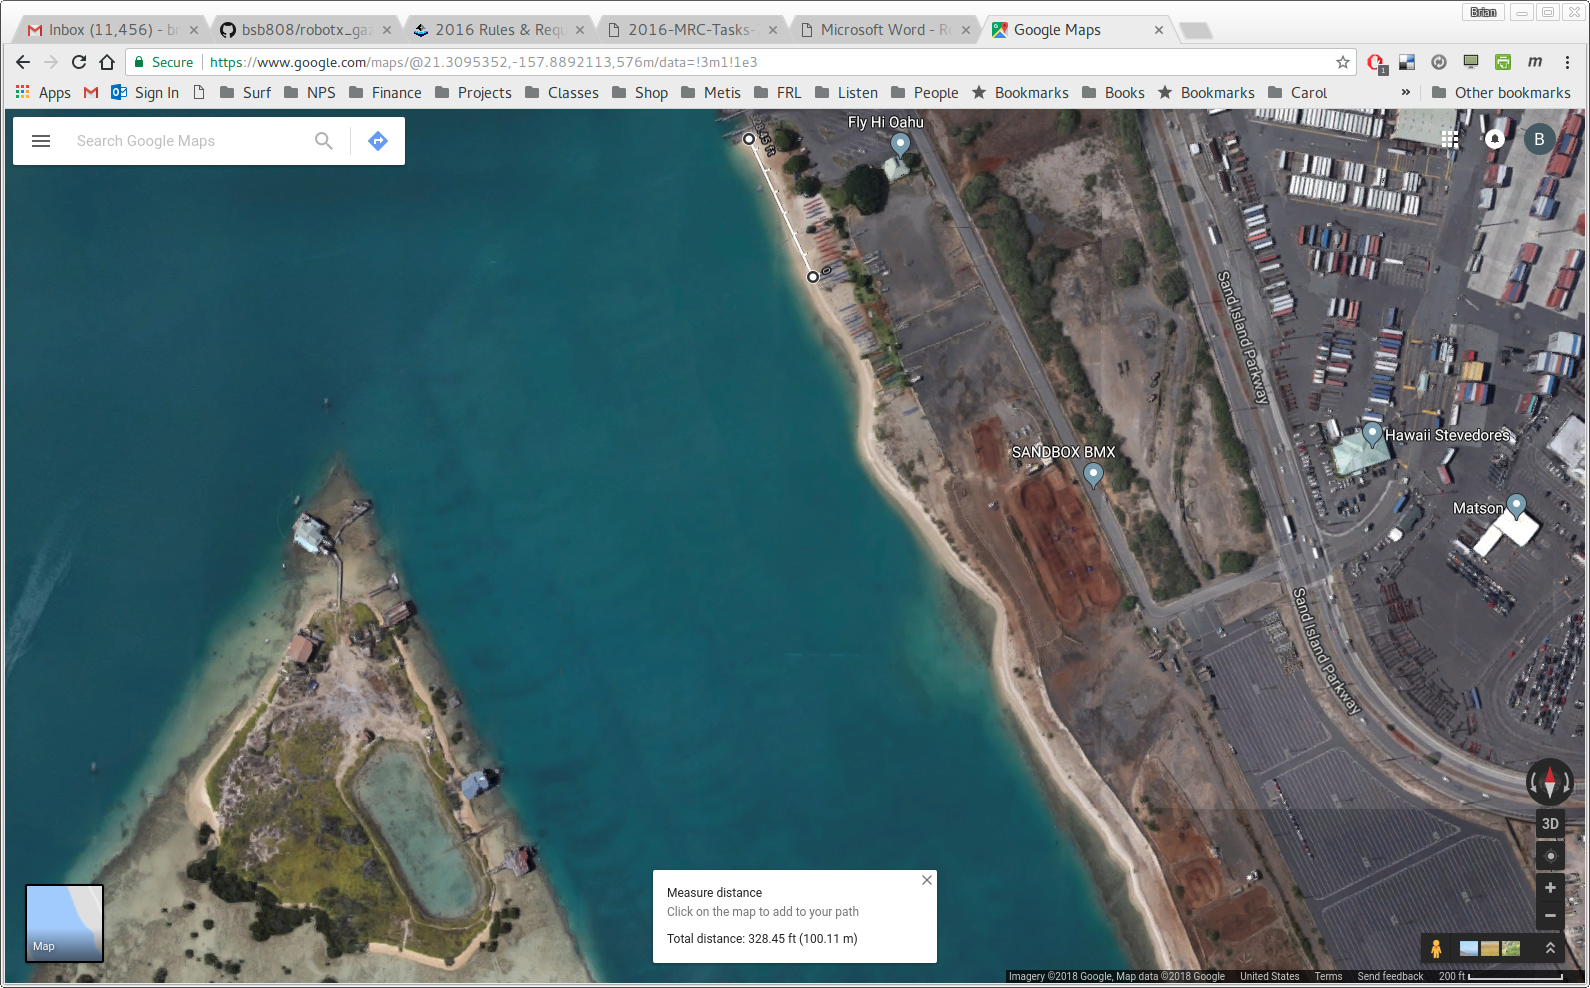 Brian
Inbox (11,456) - br
bsb808/robotx_gaz
2016 Rules & Requ
2016-MRC-Tasks-
Microsoft Word - R
Google Maps
Secure
https://www.google.com/maps/@21.3095352,-157.8892113,576m/data=!3m1!1e3
1
m
Apps
Sign In
Surf
NPS
Finance
Projects
Classes
Shop
Metis
FRL
Listen
People
Bookmarks
Books
Bookmarks
Carol
»
Other bookmarks
Search Google Maps
Fly Hi Oahu
B
0
Sand Island Parkway
SANDBOX BMX
Hawaii Stevedores
Matson
Sand Island Parkway
3D
Measure distance
Click on the map to add to your path
Total distance: 328.45 ft (100.11 m)
Map
Imagery ©2018 Google, Map data ©2018 Google
United States
Terms
Send feedback
200 ft